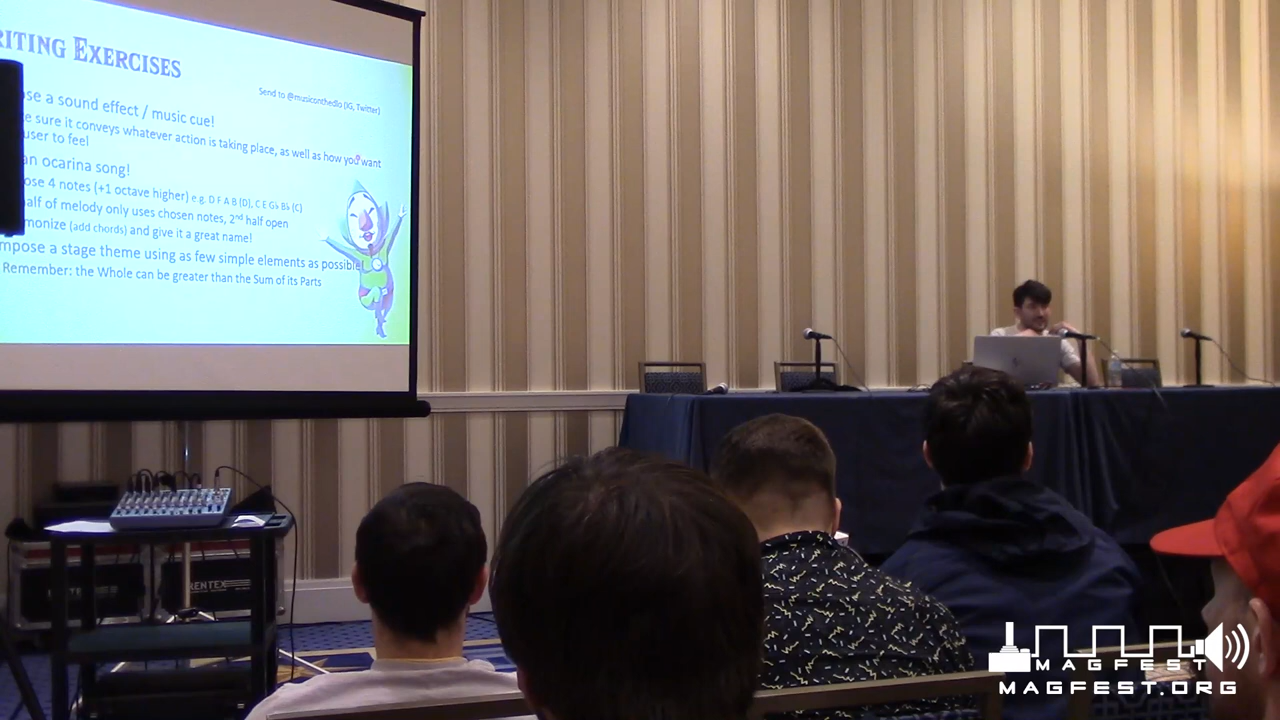 RITING EXERCISES
Send to @musiconthedlo (IG, Twitter)
se a sound effect / music cue!
e sure it conveys whatever action is taking place, as well as how you want
user to feel
an ocarina song!
ose 4 notes (+1 octave higher) e.g. D F A B (D), C E G♭ B♭ (C)
half of melody only uses chosen notes, 2nd half open
monize (add chords) and give it a great name!
mpose a stage theme using as few simple elements as possible
Remember: the Whole can be greater than the Sum of its Parts
RENTEX
MAGFEST
MAGFEST.ORG